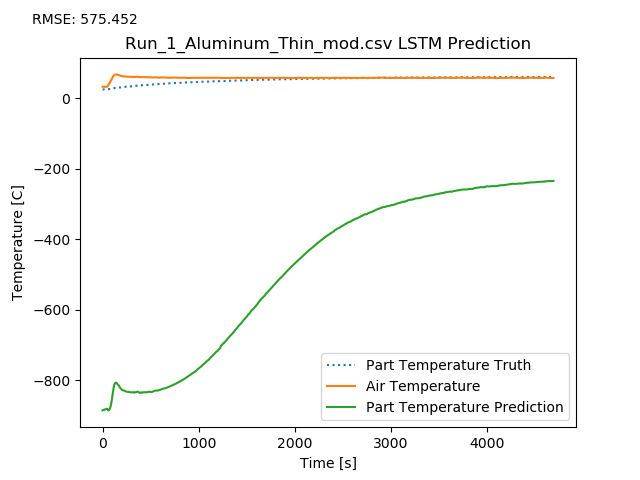 RMSE: 575.452
Run_1_Aluminum_Thin_mod.csv LSTM Prediction
Temperature [C]
0
−200
−400
−600
−800
Part Temperature Truth
Air Temperature
Part Temperature Prediction
0 1000 2000 3000 4000
Time [s]